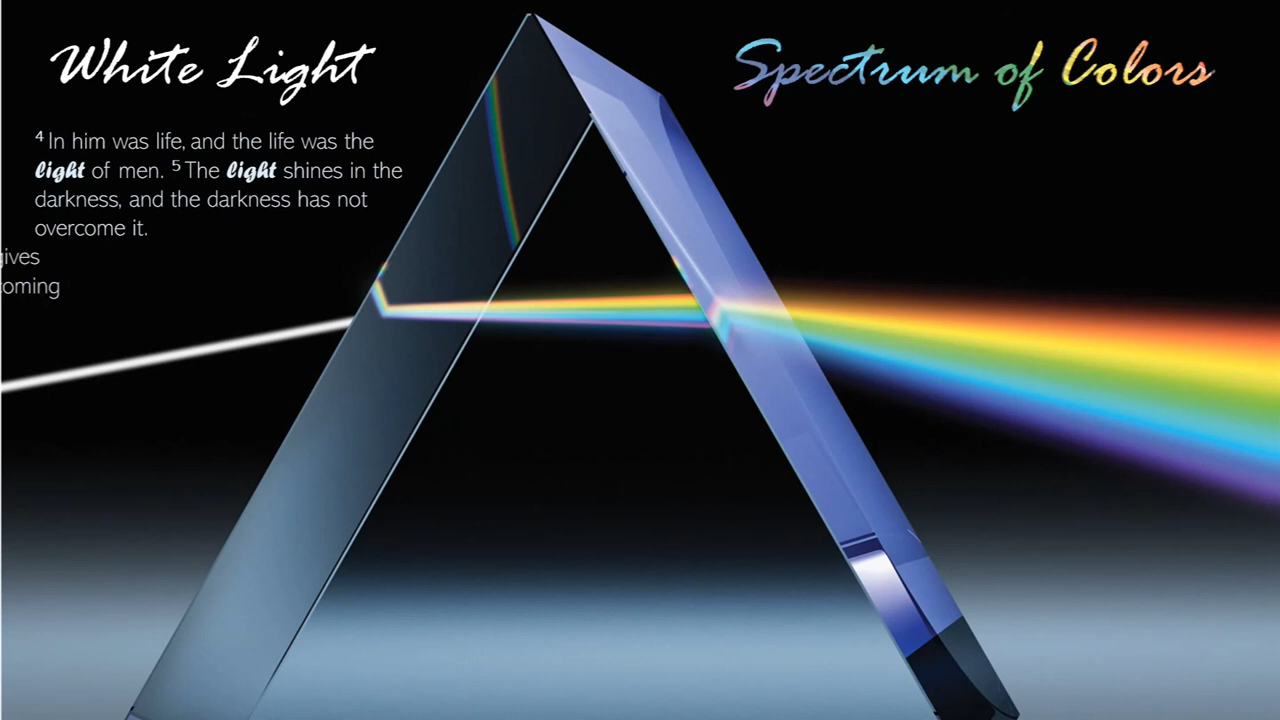 White Light
Spectrum of Colors
4 In him was life, and the life was the
light of men. 5 The light shines in the
darkness, and the darkness has not
overcome it.
gives
oming